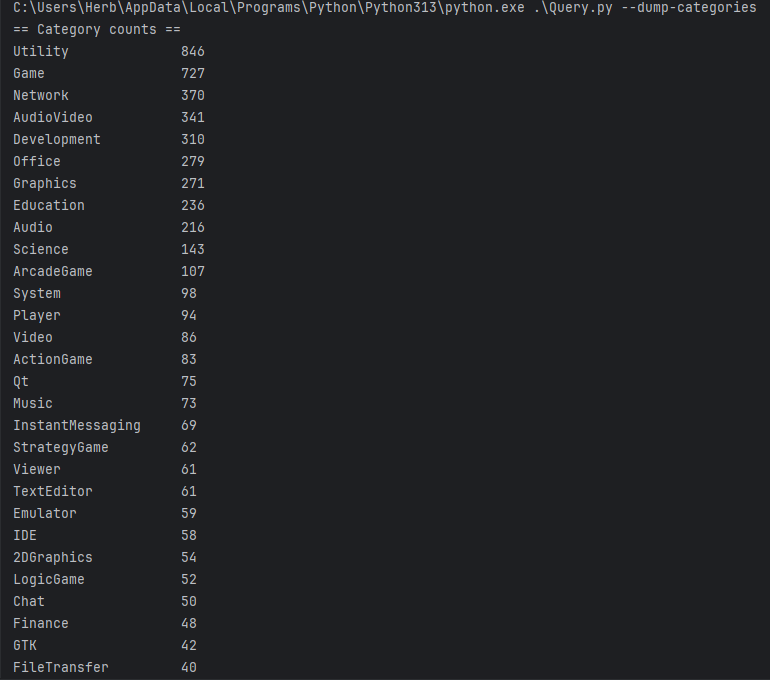 C:\Users\Herb\AppData\Local\Programs\Python\Python313\python.exe .\Query.py --dump-categories
== Category counts ==
Utility 846
Game 727
Network 370
AudioVideo 341
Development 310
Office 279
Graphics 271
Education 236
Audio 216
Science 143
ArcadeGame 107
System 98
Player 94
Video 86
ActionGame 83
Qt 75
Music 73
InstantMessaging 69
StrategyGame 62
Viewer 61
TextEditor 61
Emulator 59
IDE 58
2DGraphics 54
LogicGame 52
Chat 50
Finance 48
GTK 42
FileTransfer 40